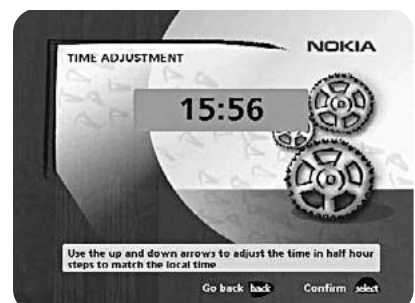 NOKIA
TIME ADJUSTMENT
15:56
Use the up and down arrows to adjust the time in half hour
steps to match the local time
Go back back Confirm select